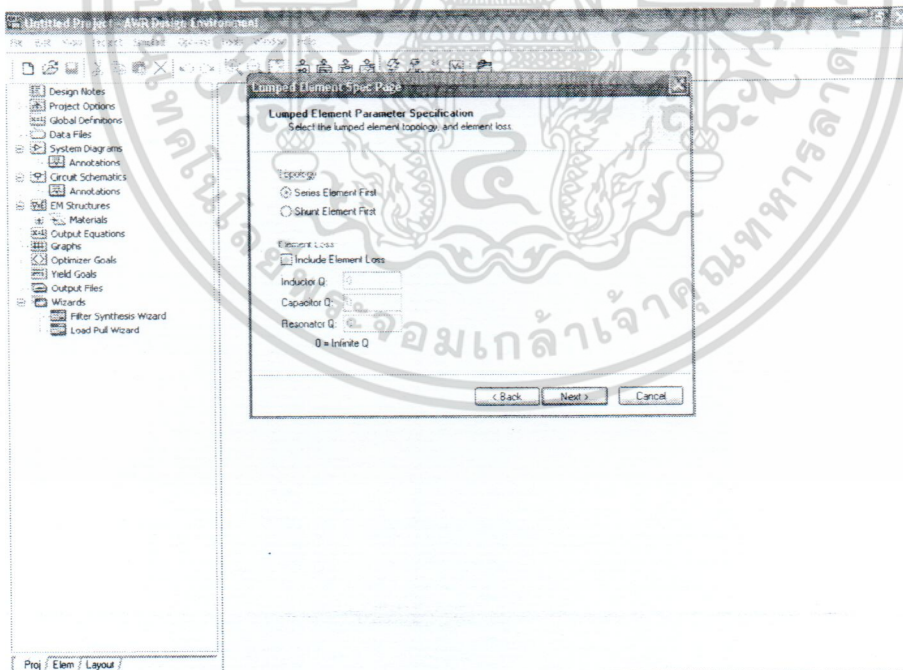 Untitled Project - AWR Design Environment
Design Notes
Project Options
Global Definitions
Data Files
System Diagrams
Annotations
Circuit Schematics
Annotations
EM Structures
Materials
Output Equations
Graphs
Optimizer Goals
Yield Goals
Output Files
Wizards
Filter Synthesis Wizard
Load Pull Wizard
Proj / Elem / Layout /
Lumped Element Spec Page
Lumped Element Parameter Specification
Select the lumped element topology, and element loss.
Topology
Series Element First
Shunt Element First
Element Loss
Include Element Loss
Inductor Q:
Capacitor Q:
Resonator Q:
0 = Infinite Q
< Back
Next >
Cancel